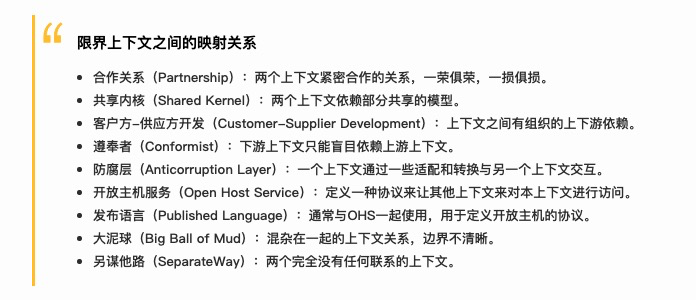 限界上下文之间的映射关系
合作关系（Partnership）：两个上下文紧密合作的关系，一荣俱荣，一损俱损。
共享内核（Shared Kernel）：两个上下文依赖部分共享的模型。
客户方-供应方开发（Customer-Supplier Development）：上下文之间有组织的上下游依赖。
遵奉者（Conformist）：下游上下文只能盲目依赖上游上下文。
防腐层（Anticorruption Layer）：一个上下文通过一些适配和转换与另一个上下文交互。
开放主机服务（Open Host Service）：定义一种协议来让其他上下文来对本上下文进行访问。
发布语言（Published Language）：通常与OHS一起使用，用于定义开放主机的协议。
大泥球（Big Ball of Mud）：混杂在一起的上下文关系，边界不清晰。
另谋他路（SeparateWay）：两个完全没有任何联系的上下文。